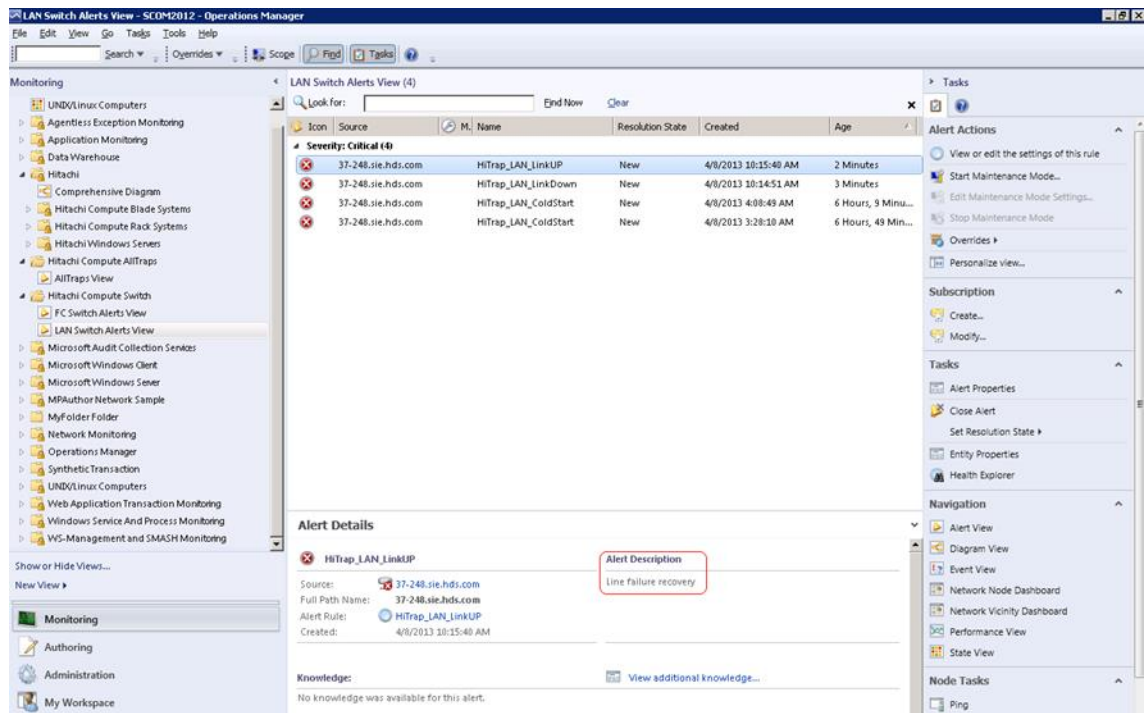 LAN Switch Alerts View - SCOM2012 - Operations Manager
File Edit View Go Tasks Tools Help
Search Overrides Scope Find Tasks
Monitoring
UNIX/Linux Computers
Agentless Exception Monitoring
Application Monitoring
Data Warehouse
Hitachi
Comprehensive Diagram
Hitachi Compute Blade Systems
Hitachi Compute Rack Systems
Hitachi Windows Servers
Hitachi Compute AllTraps
AllTraps View
Hitachi Compute Switch
FC Switch Alerts View
LAN Switch Alerts View
Microsoft Audit Collection Services
Microsoft Windows Client
Microsoft Windows Server
MPAuthor Network Sample
MyFolder Folder
Network Monitoring
Operations Manager
Synthetic Transaction
UNIX/Linux Computers
Web Application Transaction Monitoring
Windows Service And Process Monitoring
WS-Management and SMASH Monitoring
Show or Hide Views...
New View
Monitoring
Authoring
Administration
My Workspace
LAN Switch Alerts View (4)
Look for: Find Now Clear
Icon Source M. Name Resolution State Created Age
Severity: Critical (4)
37-248.sie.hds.com HiTrap_LAN_LinkUP New 4/8/2013 10:15:40 AM 2 Minutes
37-248.sie.hds.com HiTrap_LAN_LinkDown New 4/8/2013 10:14:51 AM 3 Minutes
37-248.sie.hds.com HiTrap_LAN_ColdStart New 4/8/2013 4:08:49 AM 6 Hours, 9 Minu...
37-248.sie.hds.com HiTrap_LAN_ColdStart New 4/8/2013 3:28:10 AM 6 Hours, 49 Min...
Alert Details
HiTrap_LAN_LinkUP
Source: 37-248.sie.hds.com
Full Path Name: 37-248.sie.hds.com
Alert Rule: HiTrap_LAN_LinkUP
Created: 4/8/2013 10:15:40 AM
Alert Description
Line failure recovery
Knowledge: View additional knowledge...
No knowledge was available for this alert.
Tasks
Alert Actions
View or edit the settings of this rule
Start Maintenance Mode...
Edit Maintenance Mode Settings...
Stop Maintenance Mode
Overrides
Personalize view...
Subscription
Create...
Modify...
Tasks
Alert Properties
Close Alert
Set Resolution State
Entity Properties
Health Explorer
Navigation
Alert View
Diagram View
Event View
Network Node Dashboard
Network Vicinity Dashboard
Performance View
State View
Node Tasks
Ping